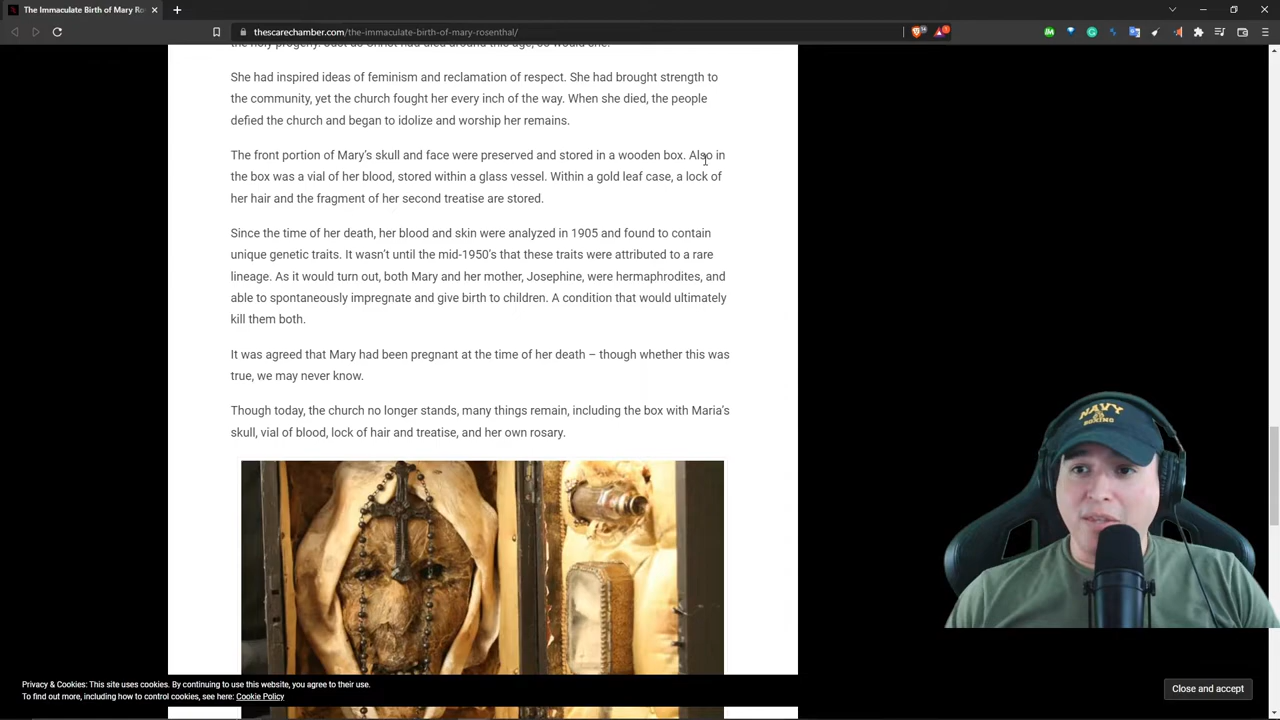 The Immaculate Birth of Mary Ro
thescarechamber.com/the-immaculate-birth-of-mary-rosenthal/
the holy progeny. Just as Christ had died around this age, so would she.
She had inspired ideas of feminism and reclamation of respect. She had brought strength to
the community, yet the church fought her every inch of the way. When she died, the people
defied the church and began to idolize and worship her remains.
The front portion of Mary's skull and face were preserved and stored in a wooden box. Also in
the box was a vial of her blood, stored within a glass vessel. Within a gold leaf case, a lock of
her hair and the fragment of her second treatise are stored.
Since the time of her death, her blood and skin were analyzed in 1905 and found to contain
unique genetic traits. It wasn't until the mid-1950's that these traits were attributed to a rare
lineage. As it would turn out, both Mary and her mother, Josephine, were hermaphrodites, and
able to spontaneously impregnate and give birth to children. A condition that would ultimately
kill them both.
It was agreed that Mary had been pregnant at the time of her death – though whether this was
true, we may never know.
Though today, the church no longer stands, many things remain, including the box with Maria's
skull, vial of blood, lock of hair and treatise, and her own rosary.
NAVY
BOXING
Privacy & Cookies: This site uses cookies. By continuing to use this website, you agree to their use.
To find out more, including how to control cookies, see here: Cookie Policy
Close and accept